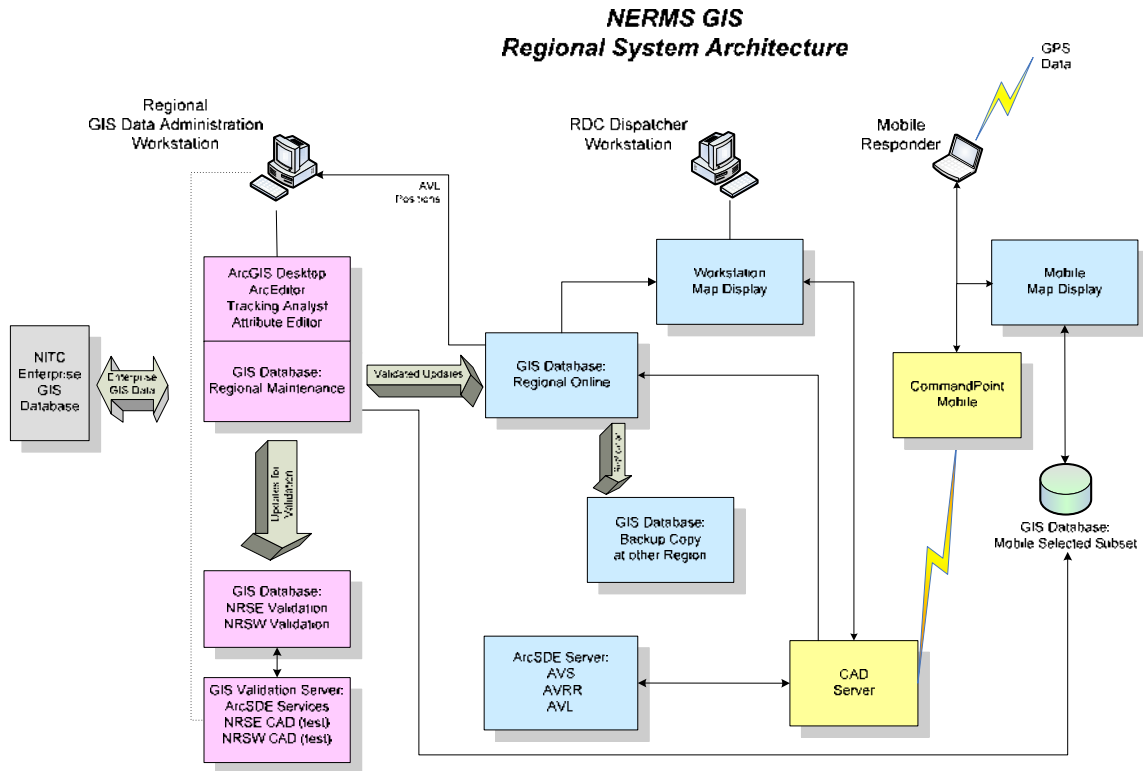 NERMS GIS
Regional System Architecture
GPS
Data
Regional
GIS Data Administration
Workstation
RDC Dispatcher
Workstation
Mobile
Responder
AVL
Positions
ArcGIS Desktop
ArcEditor
Tracking Analyst
Attribute Editor
Workstation
Map Display
Mobile
Map Display
NITC
Enterprise
GIS
Database
Enterprise
GIS Data
GIS Database:
Regional Maintenance
Validated Updates
GIS Database:
Regional Online
CommandPoint
Mobile
Updates for
Validation
GIS Database:
Backup Copy
at other Region
GIS Database:
Mobile Selected Subset
GIS Database:
NRSE Validation
NRSW Validation
ArcSDE Server:
AVS
AVRR
AVL
CAD
Server
GIS Validation Server:
ArcSDE Services
NRSE CAD (test)
NRSW CAD (test)